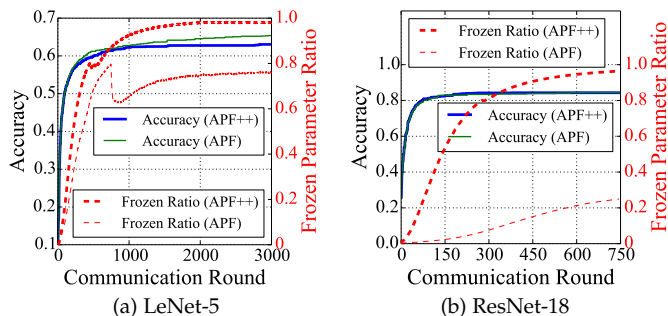 0.7
0.6
0.5
0.4
0.3
0.2
0.1
Accuracy
1.0
0.8
0.6
0.4
0.2
0
Frozen Parameter Ratio
Accuracy (APF++)
Accuracy (APF)
Frozen Ratio (APF++)
Frozen Ratio (APF)
0 1000 2000 3000
Communication Round
(a) LeNet-5
1.0
0.8
0.6
0.4
0.2
0.0
Accuracy
1.0
0.8
0.6
0.4
0.2
0
Frozen Parameter Ratio
Frozen Ratio (APF++)
Frozen Ratio (APF)
Accuracy (APF++)
Accuracy (APF)
0 150 300 450 600 750
Communication Round
(b) ResNet-18